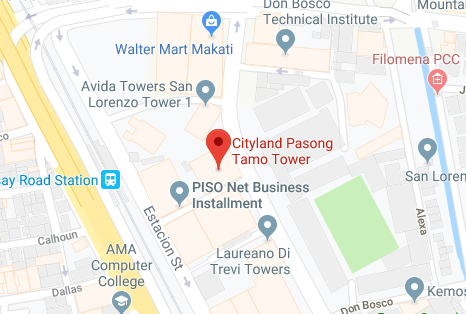 Don Bosco
Technical Institute
Mountai
Walter Mart Makati
Filomena PCC
Avida Towers San
Lorenzo Tower 1
Cityland Pasong
Tamo Tower
say Road Station
San Loren
PISO Net Business
Installment
Estacion St
Alexa
Calhoun
Laureano Di
Trevi Towers
AMA
Computer
College
Dallas
Don Bosco
Kemos